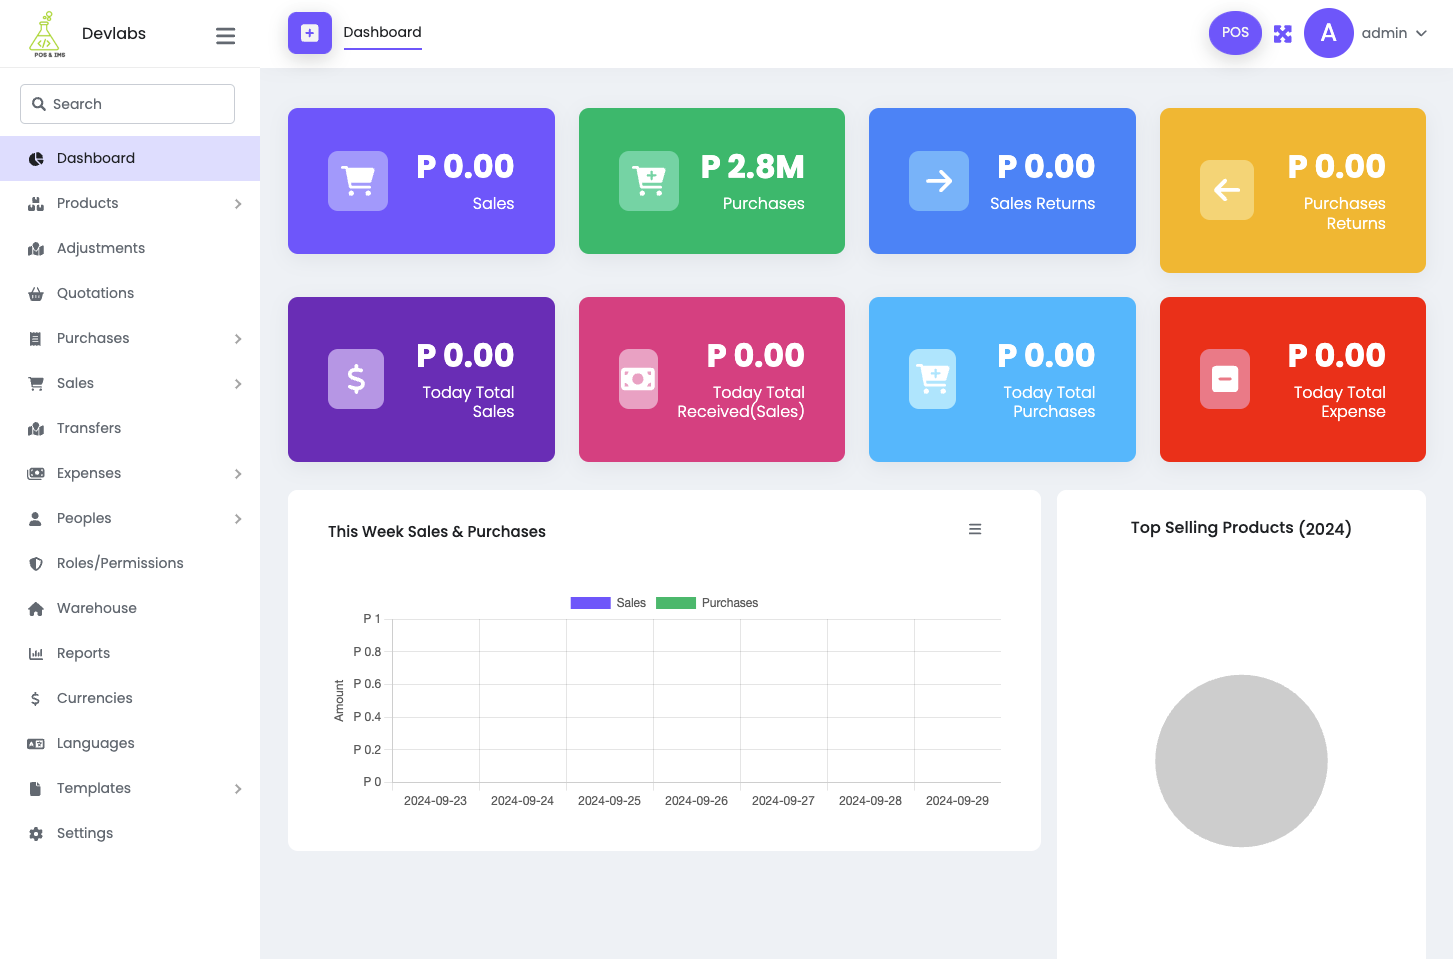 POS & IMS
Devlabs
Dashboard
POS
A
admin
Search
Dashboard
Products
Adjustments
Quotations
Purchases
Sales
Transfers
Expenses
Peoples
Roles/Permissions
Warehouse
Reports
Currencies
Languages
Templates
Settings
P 0.00
Sales
P 2.8M
Purchases
P 0.00
Sales Returns
P 0.00
Purchases
Returns
P 0.00
Today Total
Sales
P 0.00
Today Total
Received(Sales)
P 0.00
Today Total
Purchases
P 0.00
Today Total
Expense
This Week Sales & Purchases
Sales
Purchases
P 1
P 0.8
P 0.6
P 0.4
P 0.2
P 0
Amount
2024-09-23
2024-09-24
2024-09-25
2024-09-26
2024-09-27
2024-09-28
2024-09-29
Top Selling Products (2024)